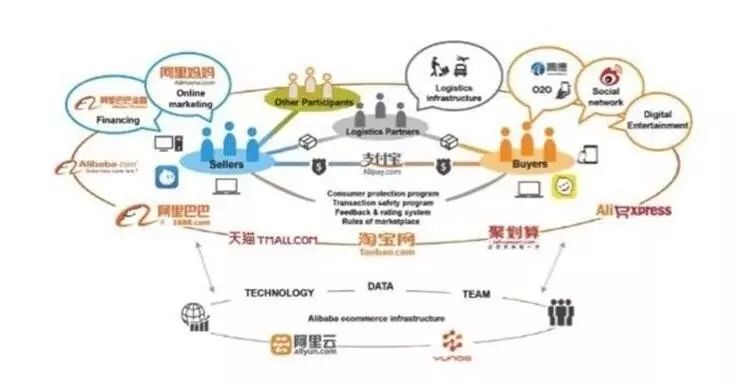 阿里妈妈
Alimama.com
Online
marketing
阿里巴巴金融
Financing
Other Participants
Logistics
infrastructure
高德
O2O
Social
network
Digital
Entertainment
Logistics Partners
Sellers
支付宝
Alipay.com
Buyers
Alibaba.com
Consumer protection program
Transaction safety program
Feedback & rating system
Rules of marketplace
阿里巴巴
1688.com
天猫 TMALL.COM
淘宝网
Taobao.com
聚划算
AliExpress
TECHNOLOGY
DATA
TEAM
Alibaba ecommerce infrastructure
阿里云
aliyun.com
YUNOS